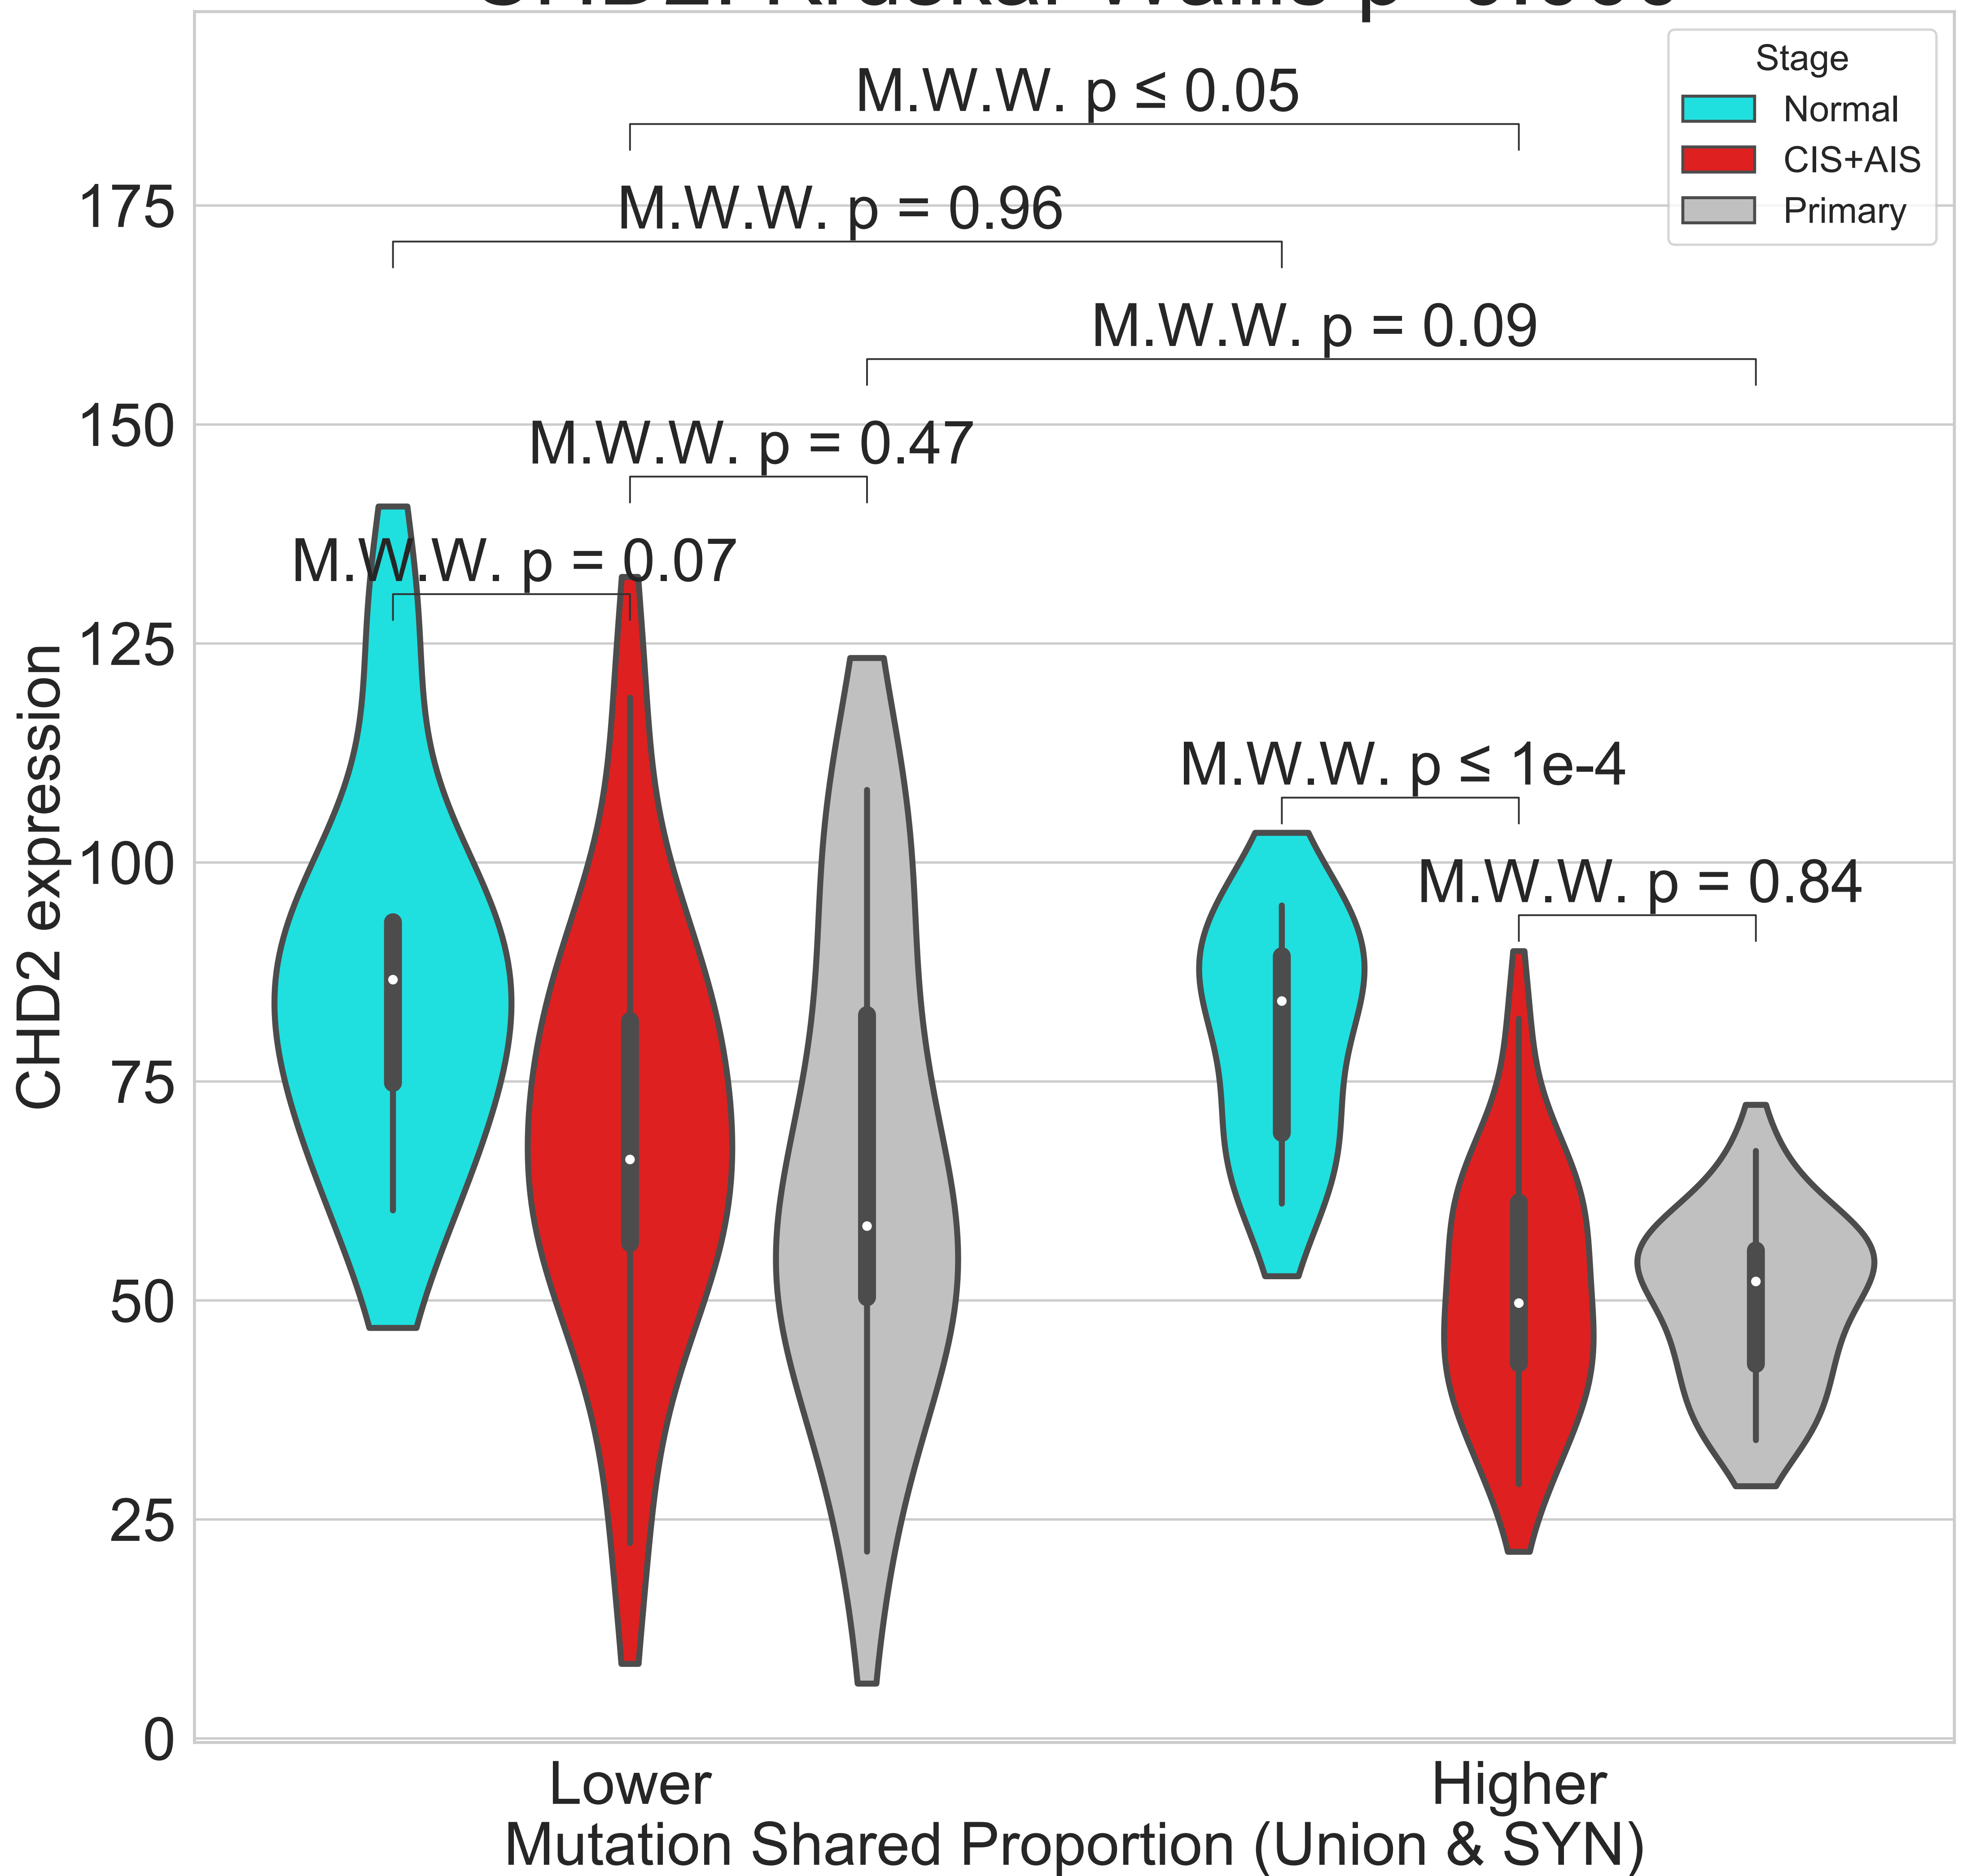 Stage
Normal
CIS+AIS
Primary
M.W.W. p ≤ 0.05
M.W.W. p = 0.96
M.W.W. p = 0.09
M.W.W. p = 0.47
M.W.W. p = 0.07
M.W.W. p ≤ 1e-4
M.W.W. p = 0.84
175
150
125
100
75
50
25
0
CHD2 expression
Lower
Higher
Mutation Shared Proportion (Union & SYN)